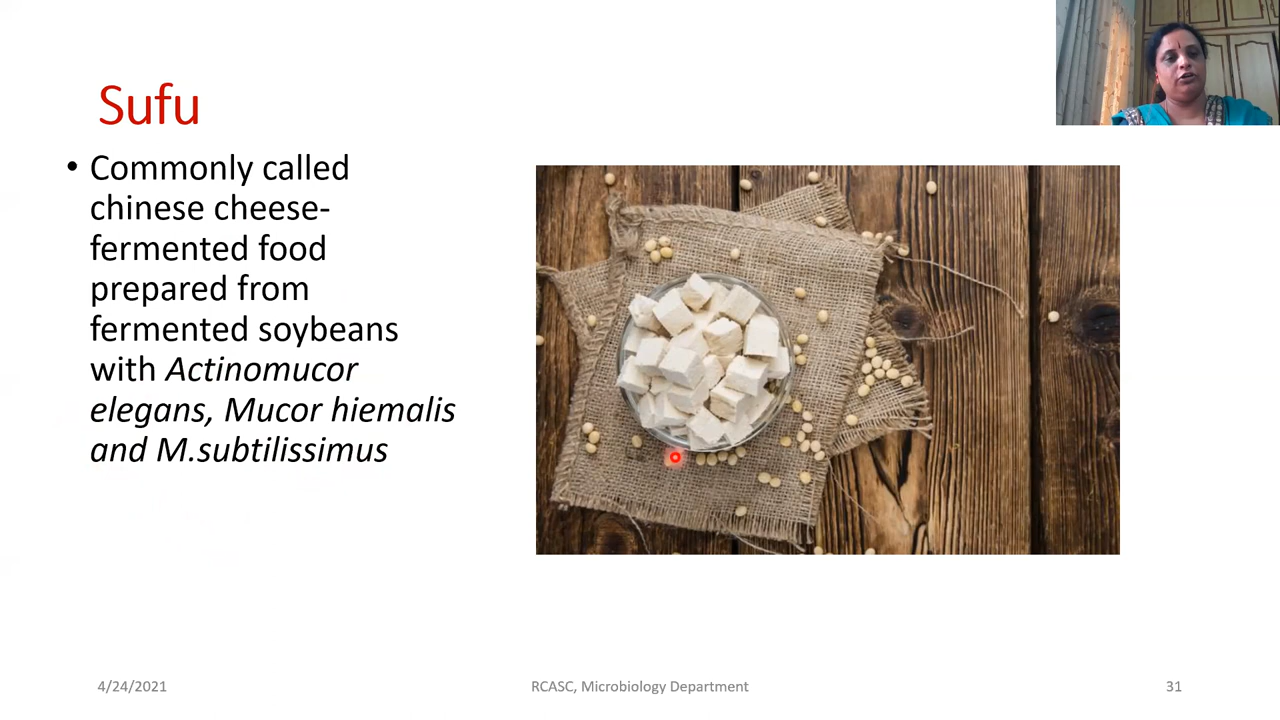 Sufu
• Commonly called
chinese cheese-
fermented food
prepared from
fermented soybeans
with Actinomucor
elegans, Mucor hiemalis
and M.subtilissimus
4/24/2021
RCASC, Microbiology Department
31